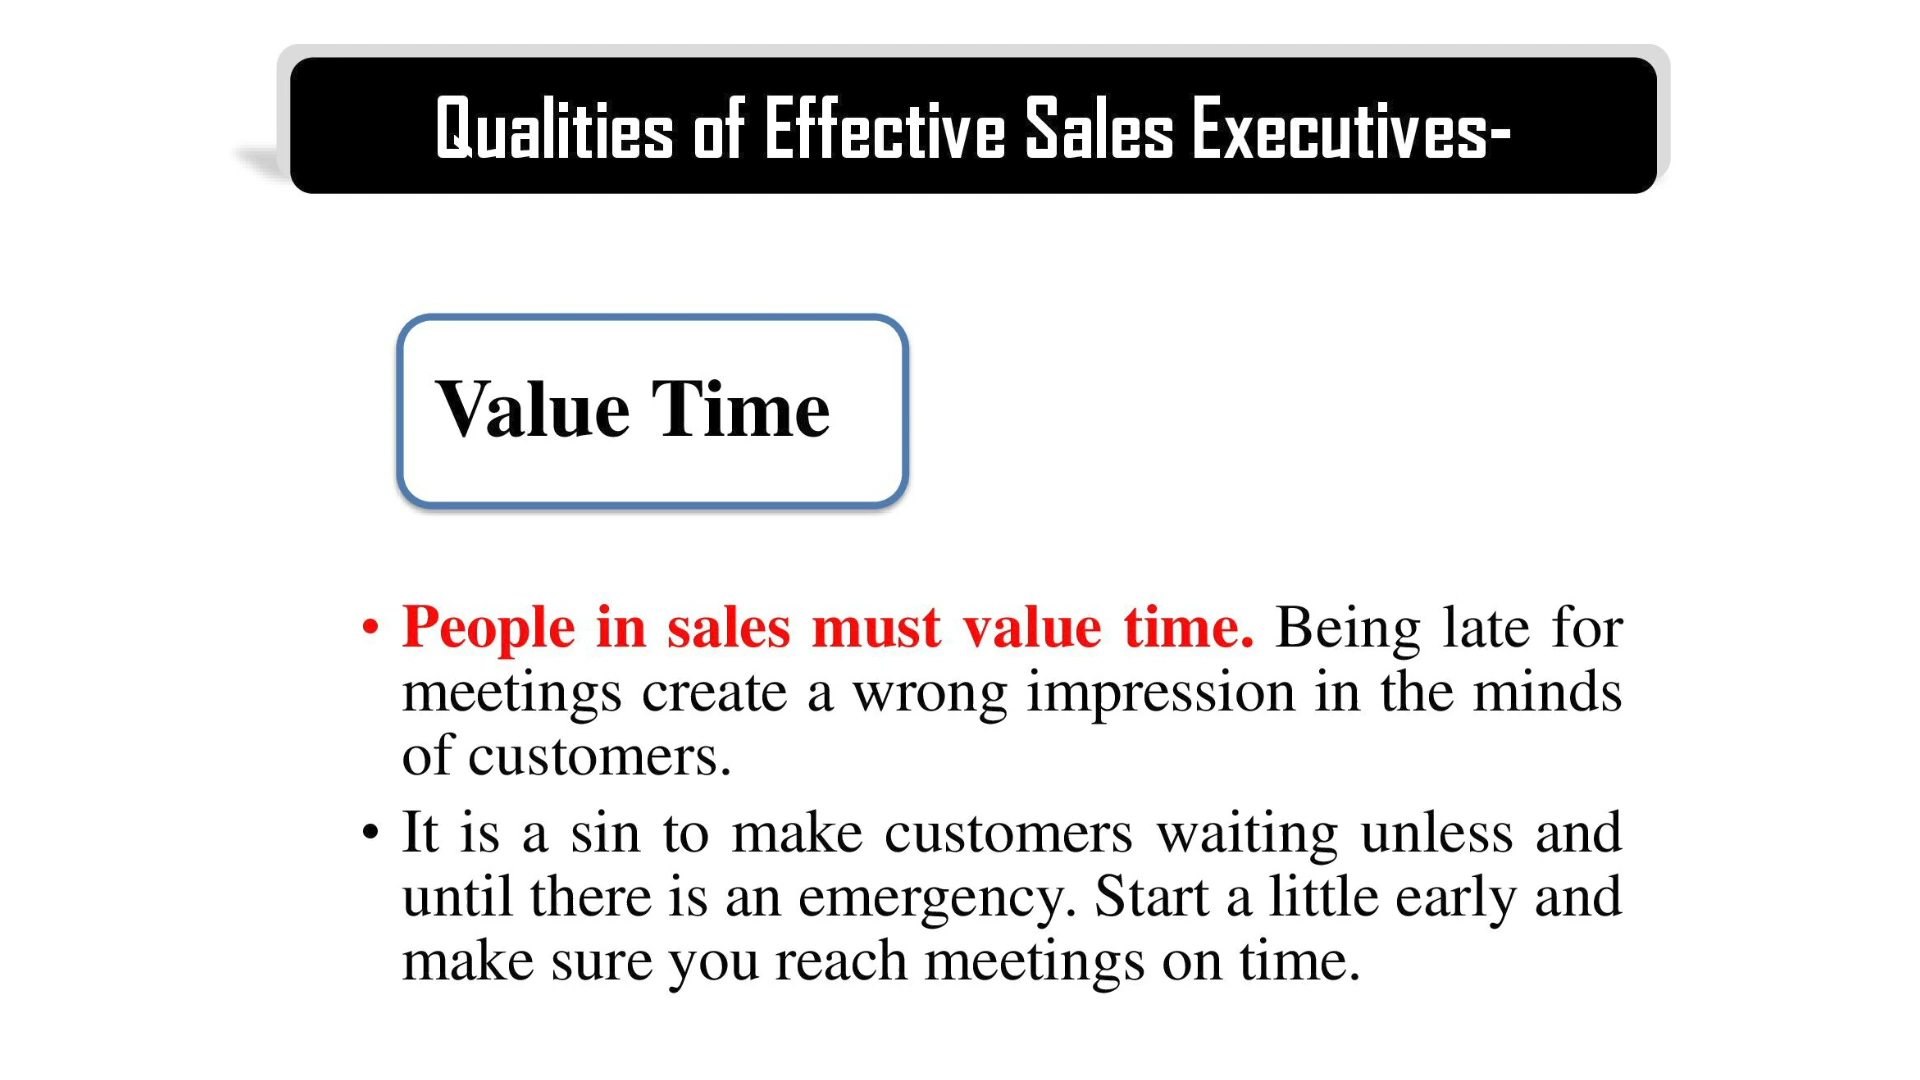 Qualities of Effective Sales Executives-
Value Time
• People in sales must value time. Being late for
meetings create a wrong impression in the minds
of customers.
• It is a sin to make customers waiting unless and
until there is an emergency. Start a little early and
make sure you reach meetings on time.